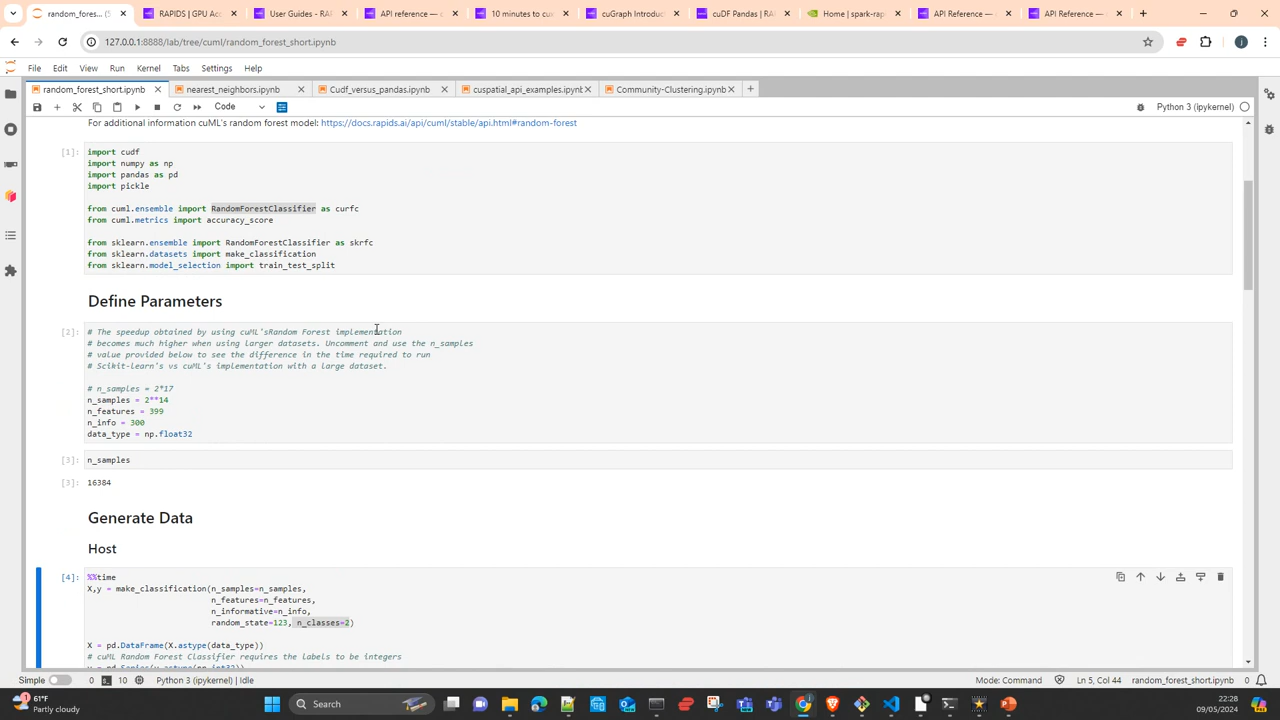 random_fores... (5) - Ju
RAPIDS | GPU Ac
User Guides - RAP
API reference — c
10 minutes to cu
cuGraph Introduc
cuDF Pandas | RA
Home | spark-rap
API Reference —
API Reference —
127.0.0.1:8888/lab/tree/cuml/random_forest_short.ipynb
File Edit View Run Kernel Tabs Settings Help
random_forest_short.ipynb
nearest_neighbors.ipynb
Cudf_versus_pandas.ipynb
cuspatial_api_examples.ipynb
Community-Clustering.ipynb
Code
Python 3 (ipykernel)
For additional information cuML's random forest model: https://docs.rapids.ai/api/cuml/stable/api.html#random-forest
[1]:
import cudf
import numpy as np
import pandas as pd
import pickle
from cuml.ensemble import RandomForestClassifier as curfc
from cuml.metrics import accuracy_score
from sklearn.ensemble import RandomForestClassifier as skrfc
from sklearn.datasets import make_classification
from sklearn.model_selection import train_test_split
Define Parameters
[2]:
# The speedup obtained by using cuML'sRandom Forest implementation
# becomes much higher when using larger datasets. Uncomment and use the n_samples
# value provided below to see the difference in the time required to run
# Scikit-learn's vs cuML's implementation with a large dataset.
# n_samples = 2*17
n_samples = 2**14
n_features = 399
n_info = 300
data_type = np.float32
[3]:
n_samples
[3]:
16384
Generate Data
Host
[4]:
%%time
X,y = make_classification(n_samples=n_samples,
n_features=n_features,
n_informative=n_info,
random_state=123, n_classes=2)
X = pd.DataFrame(X.astype(data_type))
# cuML Random Forest Classifier requires the labels to be integers
y = pd.Series(y.astype(np.int32))
Simple 0 10 Python 3 (ipykernel) | Idle
Mode: Command Ln 5, Col 44 random_forest_short.ipynb 0
61°F
Partly cloudy
Search
22:28
09/05/2024